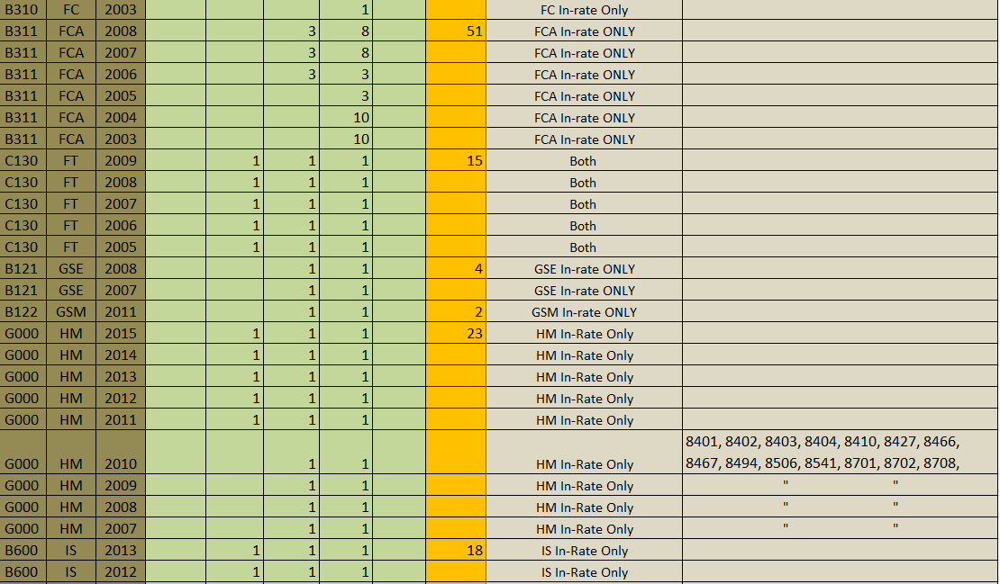 B310 FC 2003 1 FC In-rate Only
B311 FCA 2008 3 8 51 FCA In-rate ONLY
B311 FCA 2007 3 8 FCA In-rate ONLY
B311 FCA 2006 3 3 FCA In-rate ONLY
B311 FCA 2005 3 FCA In-rate ONLY
B311 FCA 2004 10 FCA In-rate ONLY
B311 FCA 2003 10 FCA In-rate ONLY
C130 FT 2009 1 1 1 15 Both
C130 FT 2008 1 1 1 Both
C130 FT 2007 1 1 1 Both
C130 FT 2006 1 1 1 Both
C130 FT 2005 1 1 1 Both
B121 GSE 2008 1 1 4 GSE In-rate ONLY
B121 GSE 2007 1 1 GSE In-rate ONLY
B122 GSM 2011 1 1 2 GSM In-rate ONLY
G000 HM 2015 1 1 1 23 HM In-Rate Only
G000 HM 2014 1 1 1 HM In-Rate Only
G000 HM 2013 1 1 1 HM In-Rate Only
G000 HM 2012 1 1 1 HM In-Rate Only
G000 HM 2011 1 1 1 HM In-Rate Only
8401, 8402, 8403, 8404, 8410, 8427, 8466,
G000 HM 2010 1 1 HM In-Rate Only 8467, 8494, 8506, 8541, 8701, 8702, 8708,
G000 HM 2009 1 1 HM In-Rate Only " "
G000 HM 2008 1 1 HM In-Rate Only " "
G000 HM 2007 1 1 HM In-Rate Only " "
B600 IS 2013 1 1 1 18 IS In-Rate Only
B600 IS 2012 1 1 1 IS In-Rate Only